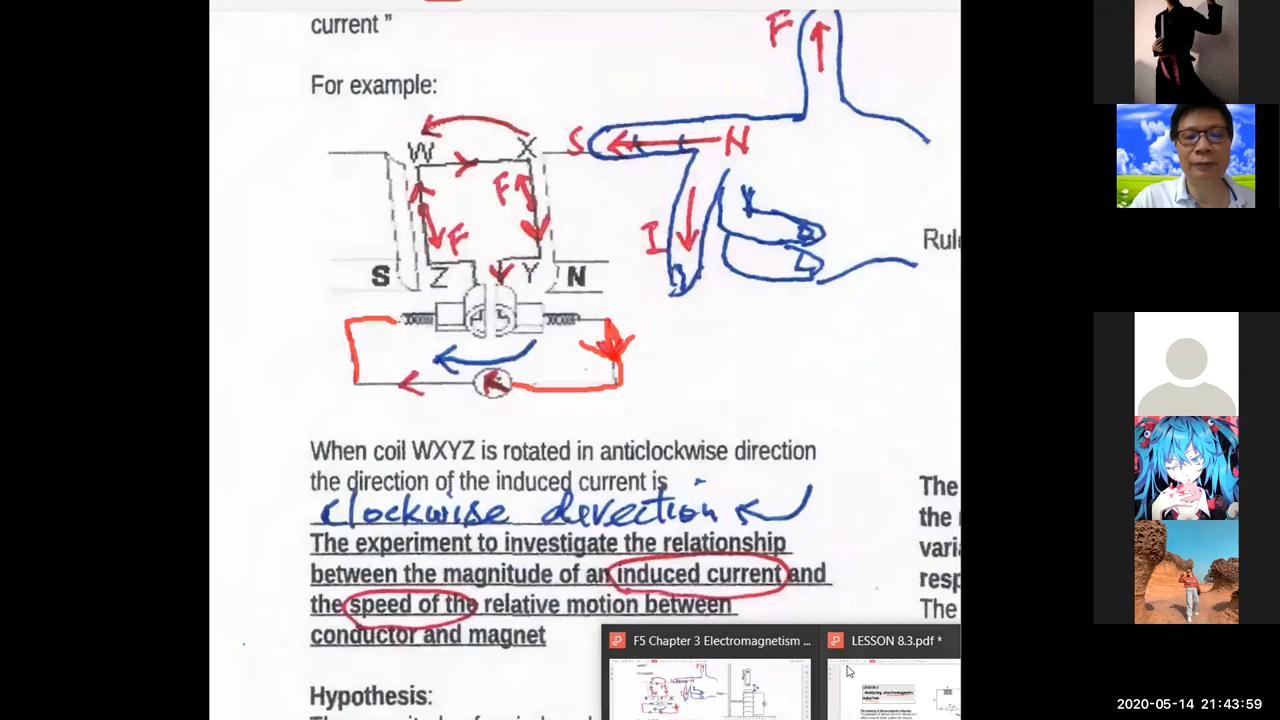 current ”
For example:
F
W
X
S
N
F
F
I
Rul
S
Z
Y
N
When coil WXYZ is rotated in anticlockwise direction
the direction of the induced current is
clockwise direction
The experiment to investigate the relationship
between the magnitude of an induced current and
the speed of the relative motion between
conductor and magnet
Hypothesis:
The
the
vari
resp
The
F5 Chapter 3 Electromagnetism ...
LESSON 8.3.pdf *
2020-05-14 21:43:59